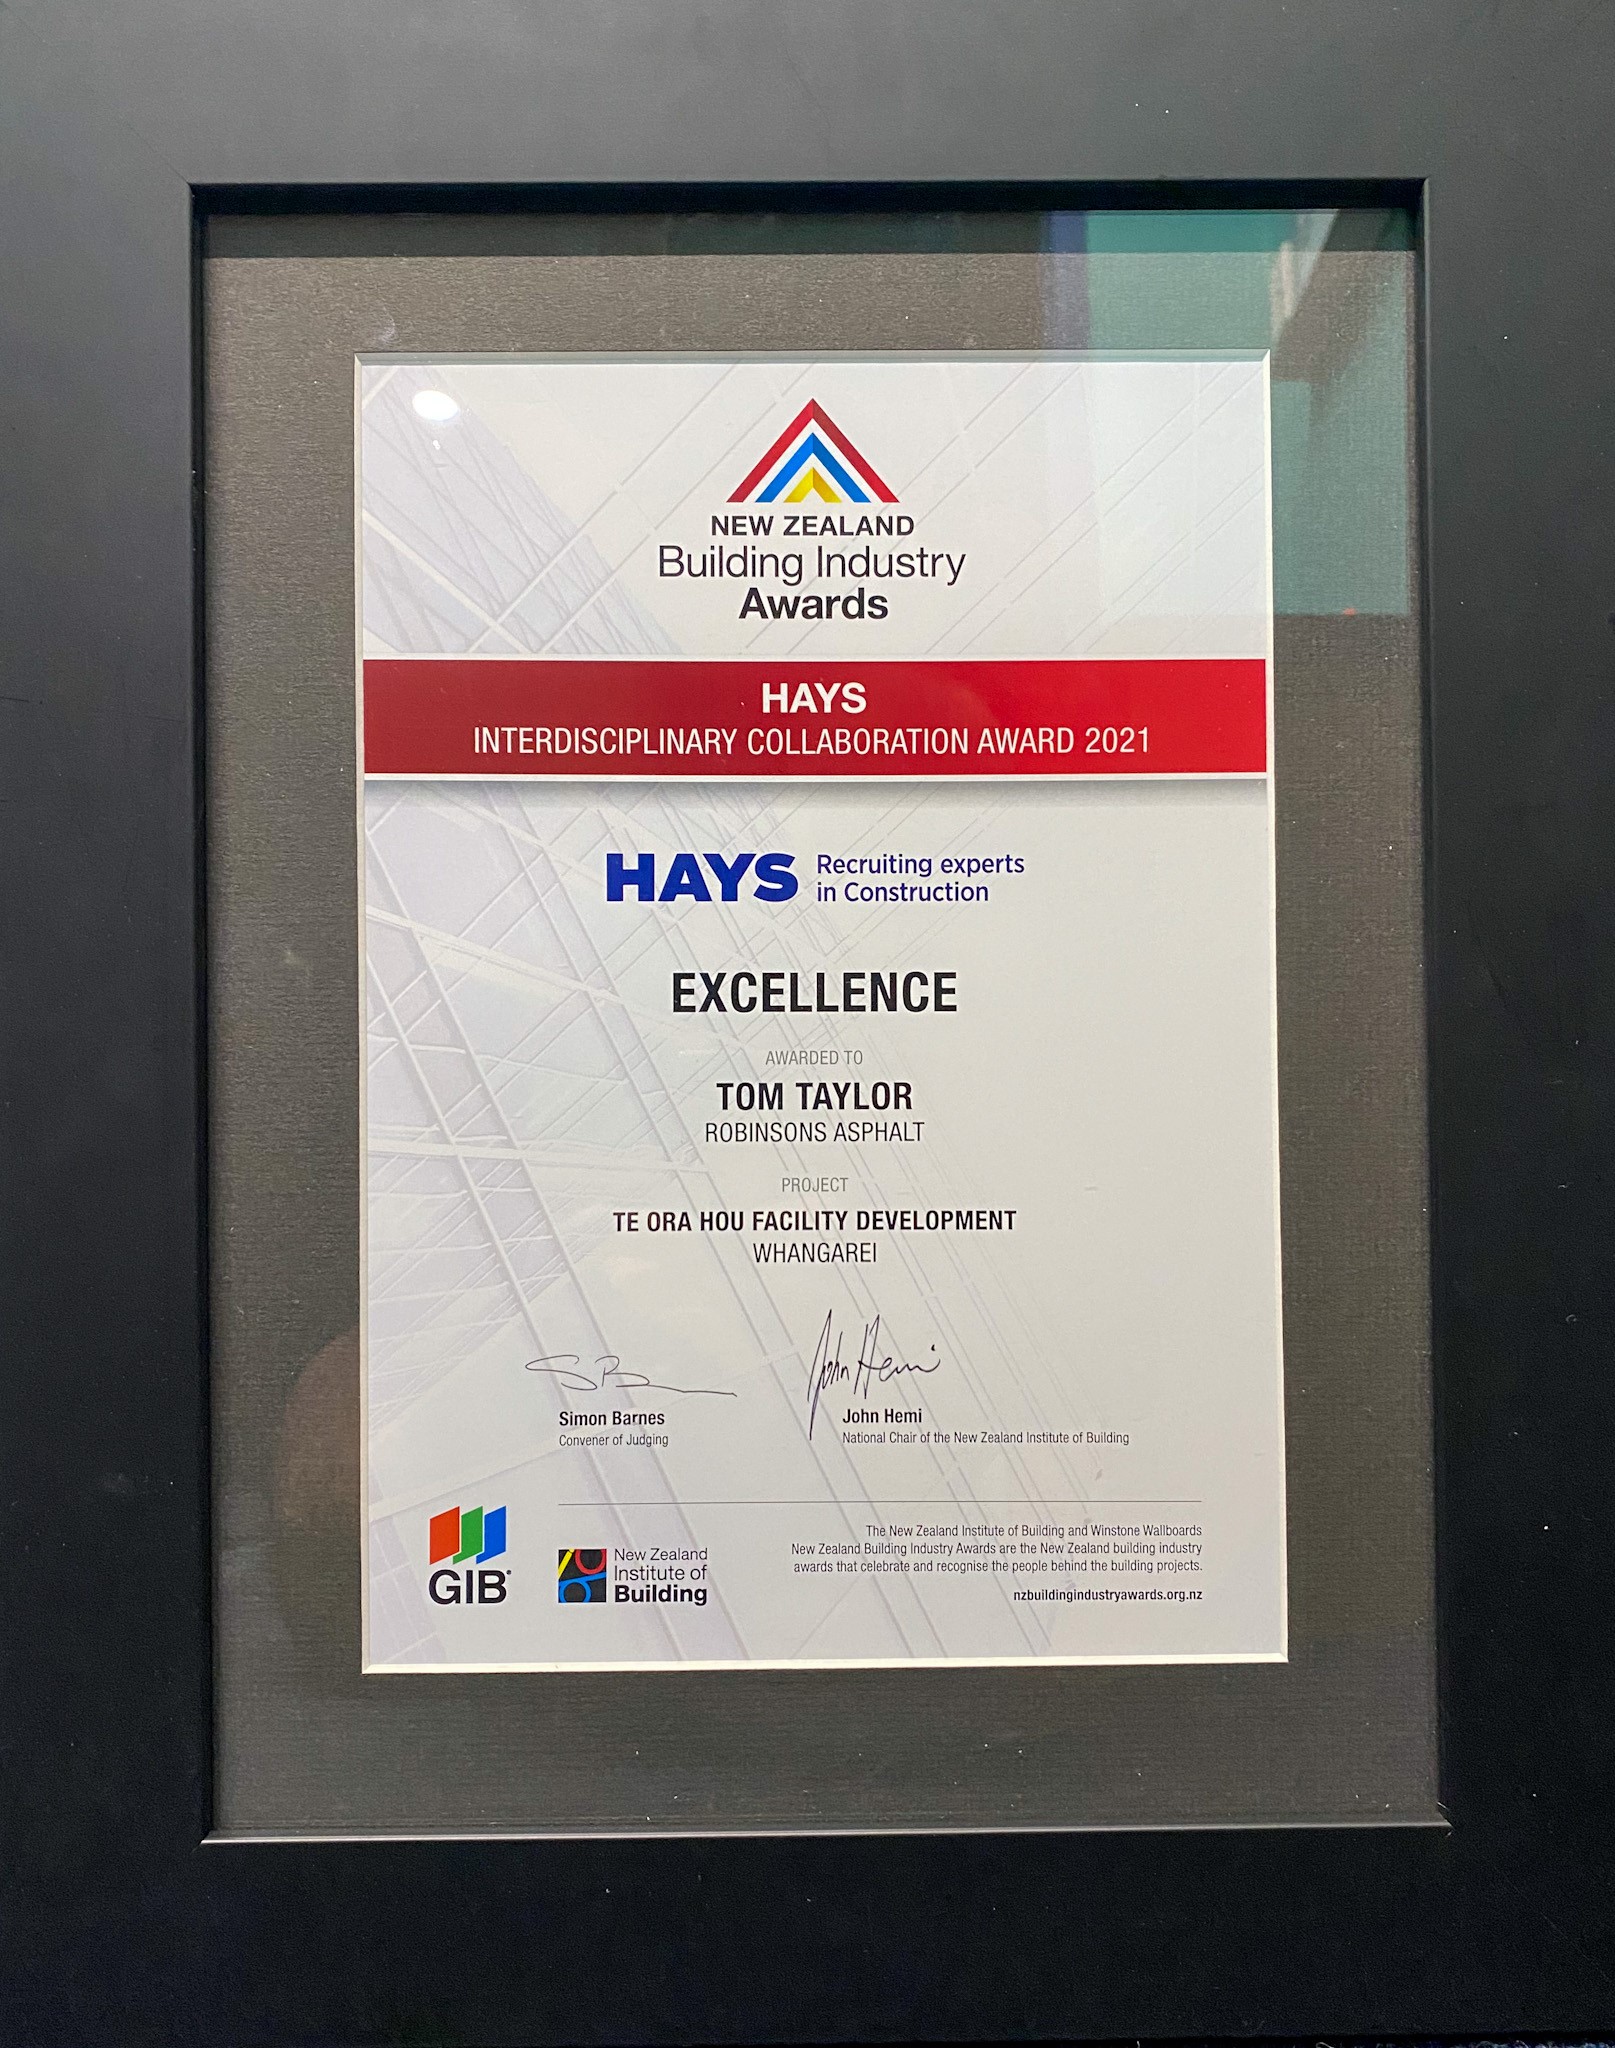 NEW ZEALAND
Building Industry
Awards
HAYS
INTERDISCIPLINARY COLLABORATION AWARD 2021
HAYS Recruiting experts
in Construction
EXCELLENCE
AWARDED TO
TOM TAYLOR
ROBINSONS ASPHALT
PROJECT
TE ORA HOU FACILITY DEVELOPMENT
WHANGAREI
SB
John Hemi
Simon Barnes
Convener of Judging
John Hemi
National Chair of the New Zealand Institute of Building
GIB®
New Zealand
Institute of
Building
The New Zealand Institute of Building and Winstone Wallboards
New Zealand Building Industry Awards are the New Zealand building industry
awards that celebrate and recognise the people behind the building projects.
nzbuildingindustryawards.org.nz